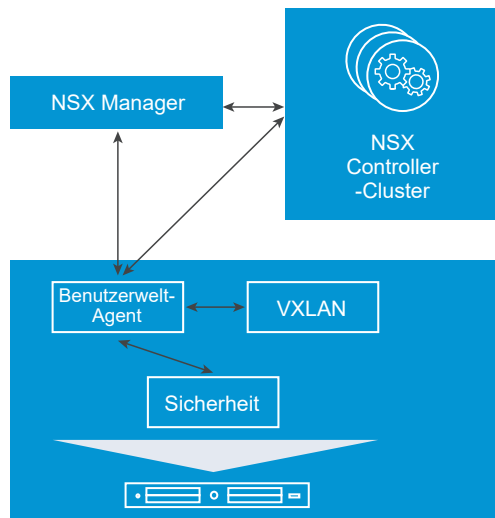 NSX Manager
NSX
Controller
-Cluster
Benutzerwelt-
Agent
VXLAN
Sicherheit